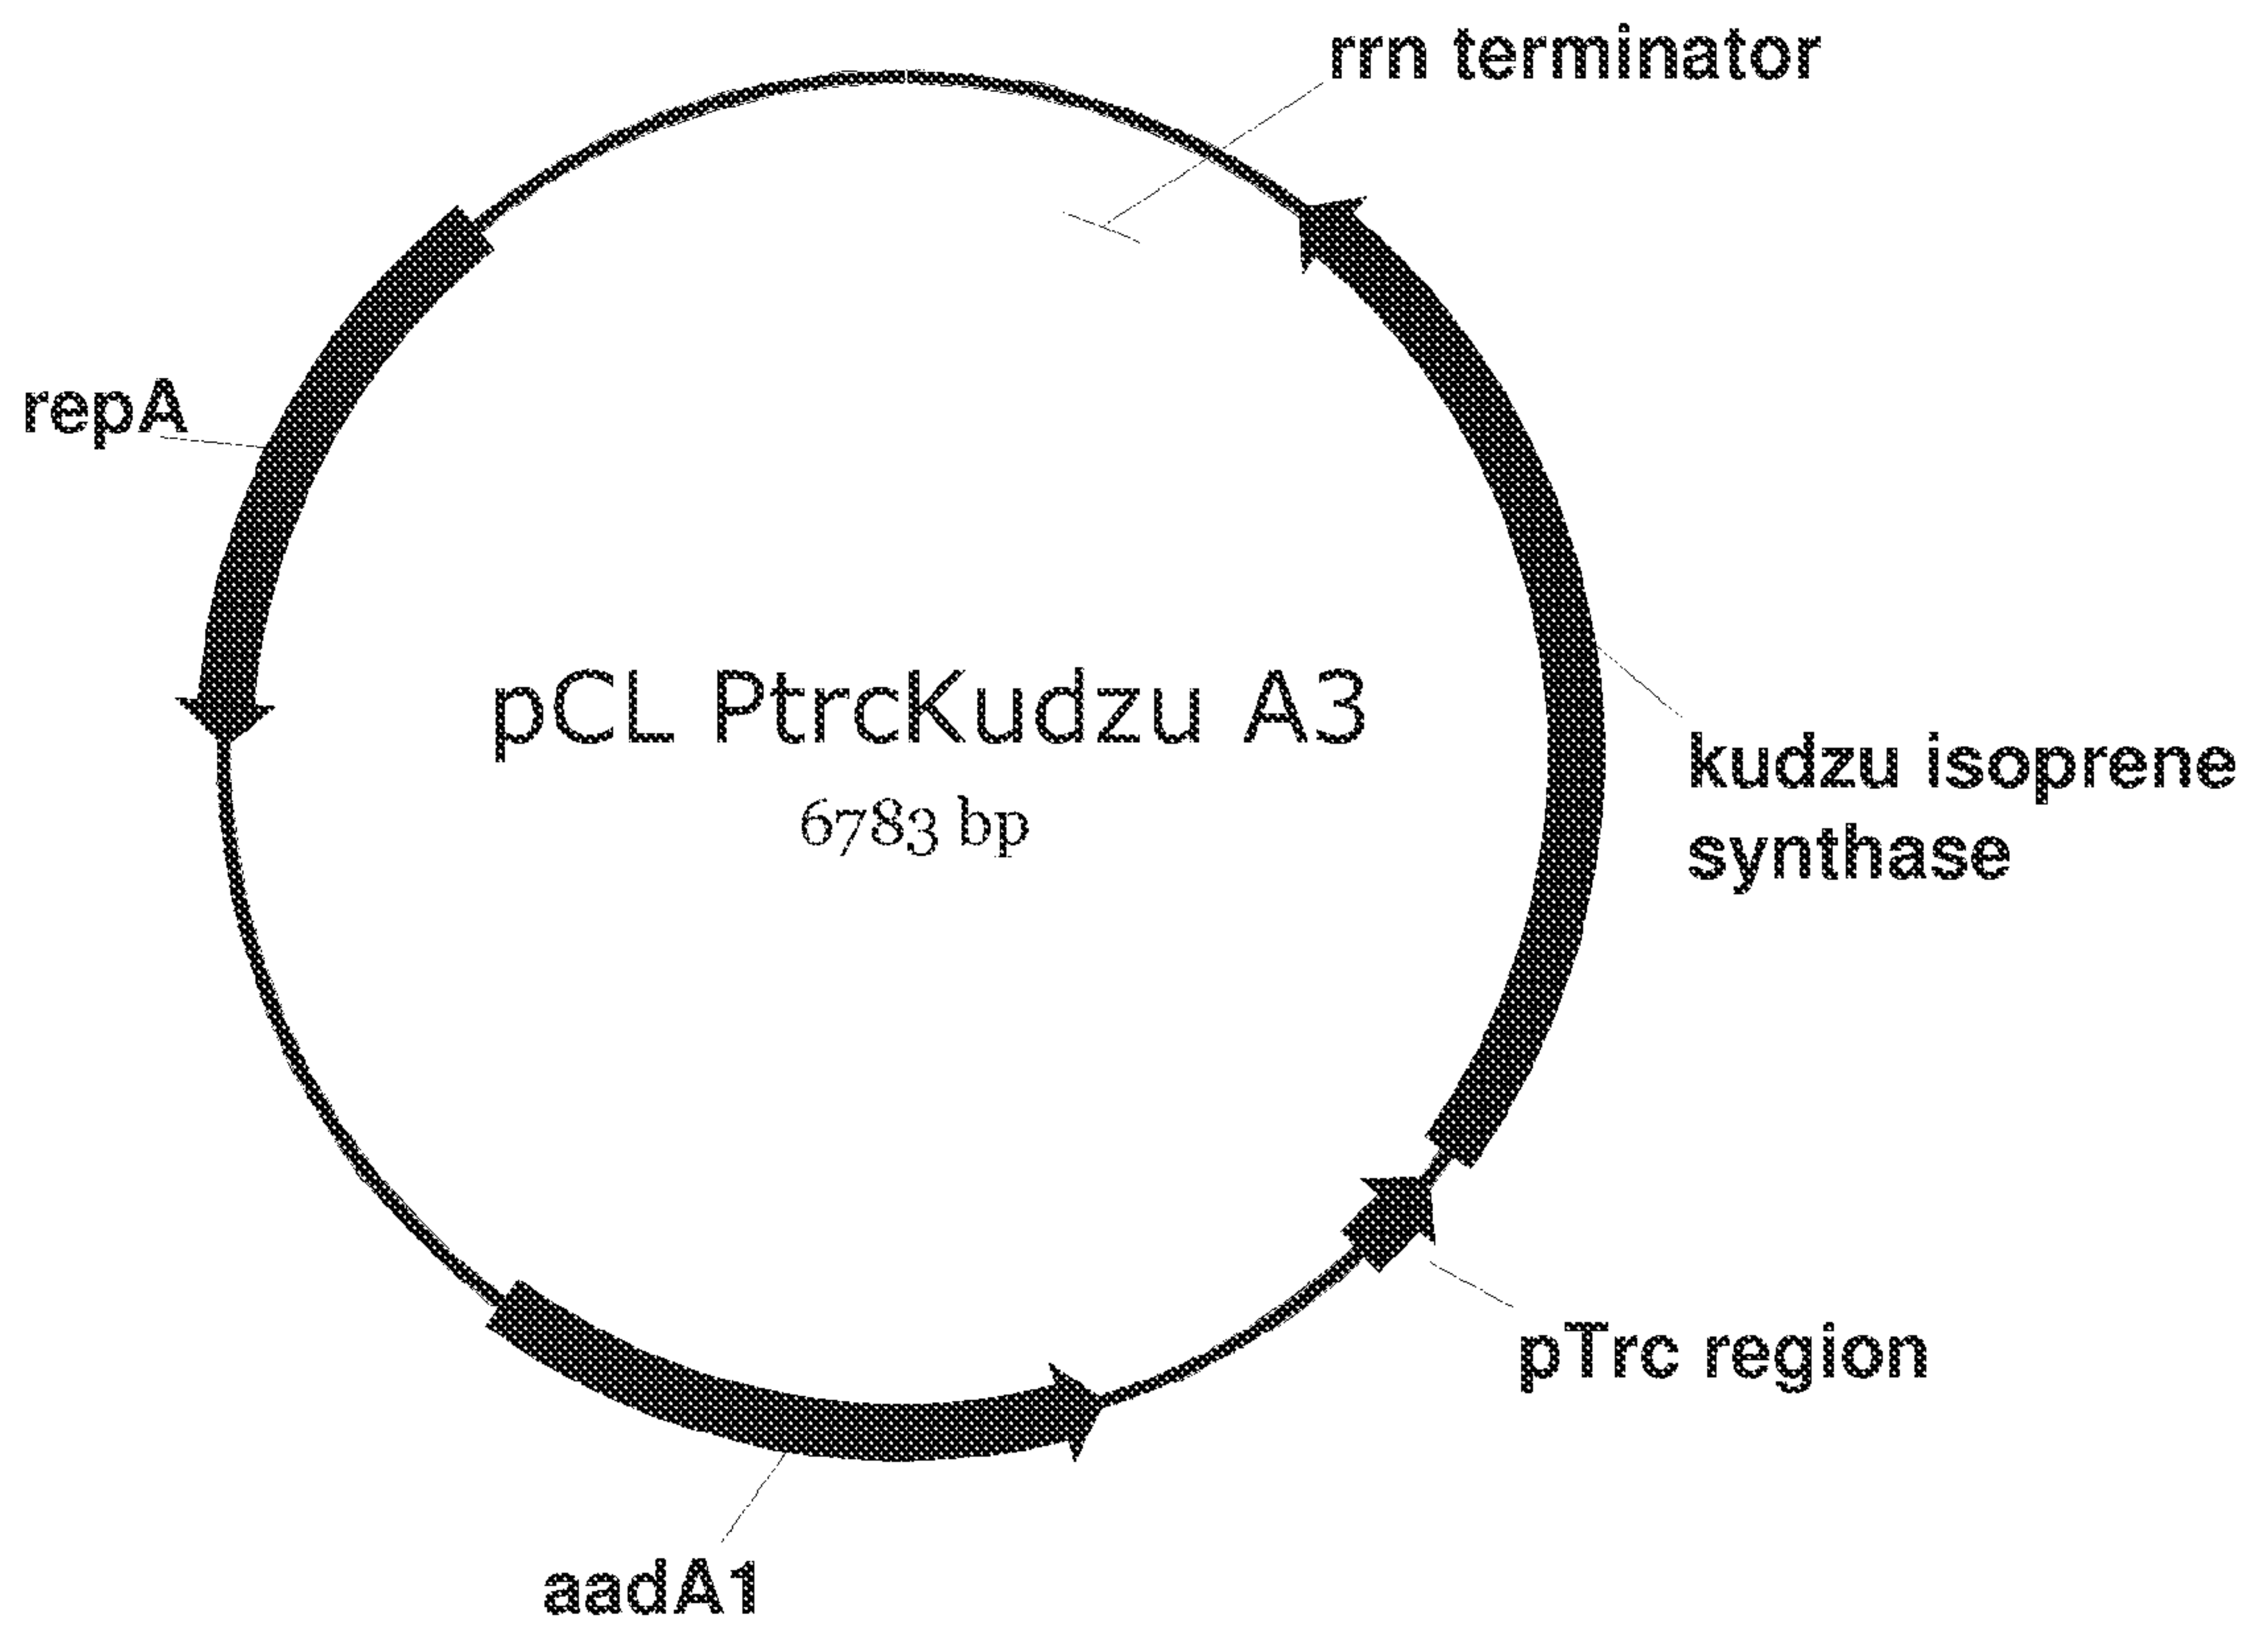 rrn terminator
repA
pCL PtrcKudzu A3
6783 bp
kudzu isoprene
synthase
pTrc region
aadA1